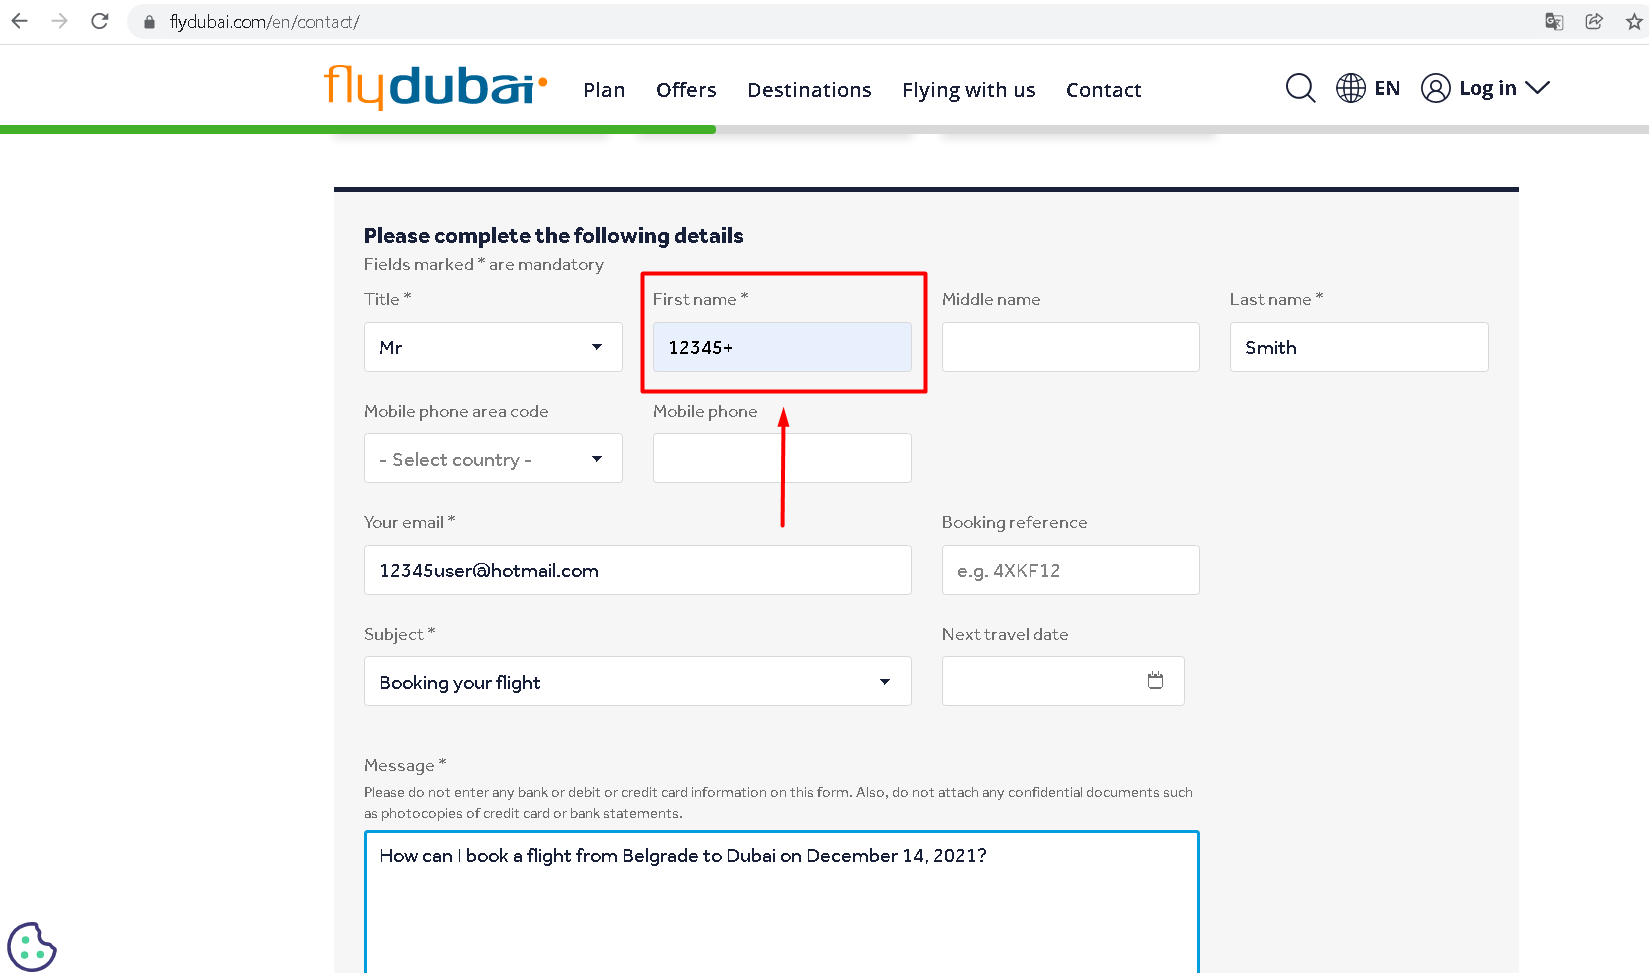 flydubai.com/en/contact/
flydubai Plan Offers Destinations Flying with us Contact EN Log in
Please complete the following details
Fields marked * are mandatory
Title * First name * Middle name Last name *
Mr 12345+ Smith
Mobile phone area code Mobile phone
- Select country -
Your email * Booking reference
12345user@hotmail.com e.g. 4XKF12
Subject * Next travel date
Booking your flight
Message *
Please do not enter any bank or debit or credit card information on this form. Also, do not attach any confidential documents such
as photocopies of credit card or bank statements.
How can I book a flight from Belgrade to Dubai on December 14, 2021?